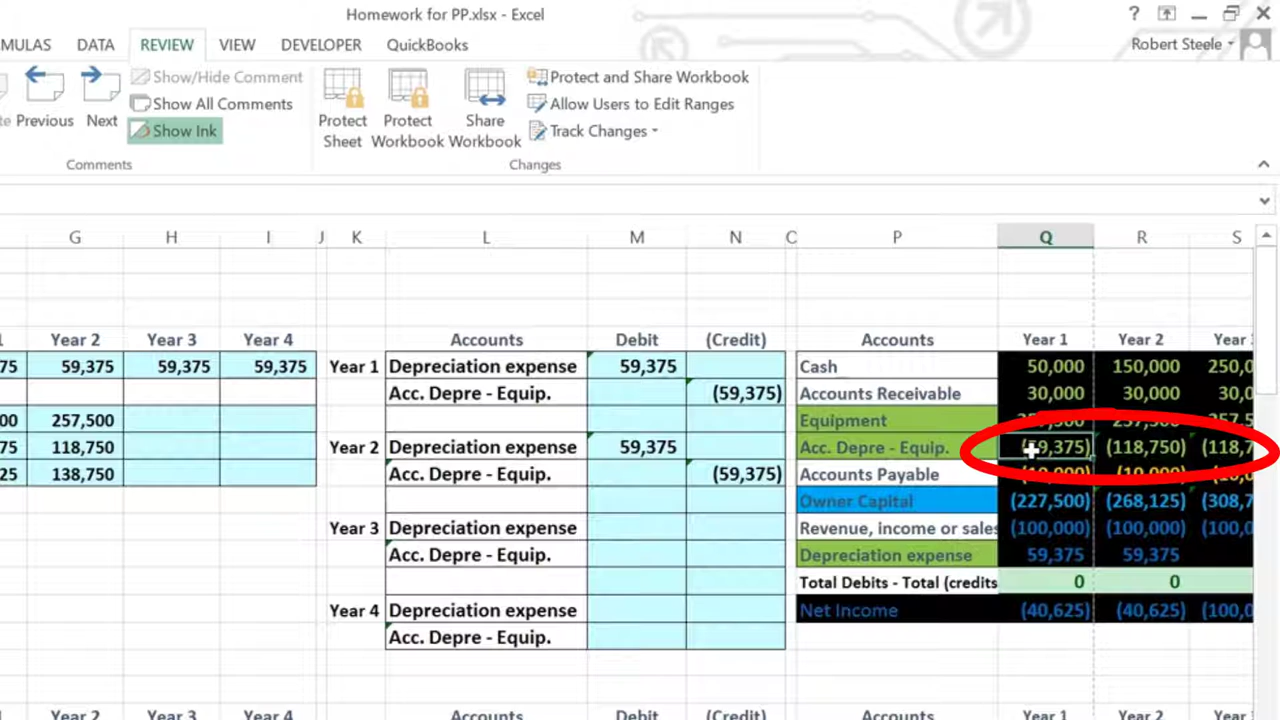 Homework for PP.xlsx - Excel
?
MULAS DATA REVIEW VIEW DEVELOPER QuickBooks Robert Steele
Show/Hide Comment
Show All Comments
Show Ink
Previous Next
Comments
Protect Sheet
Protect Workbook
Share Workbook
Protect and Share Workbook
Allow Users to Edit Ranges
Track Changes
Changes
G H I J K L M N C P Q R S
1 Year 2 Year 3 Year 4 Accounts Debit (Credit) Accounts Year 1 Year 2 Year
75 59,375 59,375 59,375 Year 1 Depreciation expense 59,375 Cash 50,000 150,000 250,0
Acc. Depre - Equip. (59,375) Accounts Receivable 30,000 30,000 30,0
00 257,500 Equipment 257,500 257,500 257,5
75 118,750 Year 2 Depreciation expense 59,375 Acc. Depre - Equip. 9,375) (118,750) (118,7
25 138,750 Acc. Depre - Equip. (59,375) Accounts Payable (10,000) (10,000) (10,0
Owner Capital (227,500) (268,125) (308,7
Year 3 Depreciation expense Revenue, income or sales (100,000) (100,000) (100,0
Acc. Depre - Equip. Depreciation expense 59,375 59,375
Total Debits - Total (credits 0 0
Year 4 Depreciation expense Net Income (40,625) (40,625) (100,0
Acc. Depre - Equip.
Year 2 Year 3 Year 4 Accounts Debit (Credit) Accounts Year 1 Year 2 Year